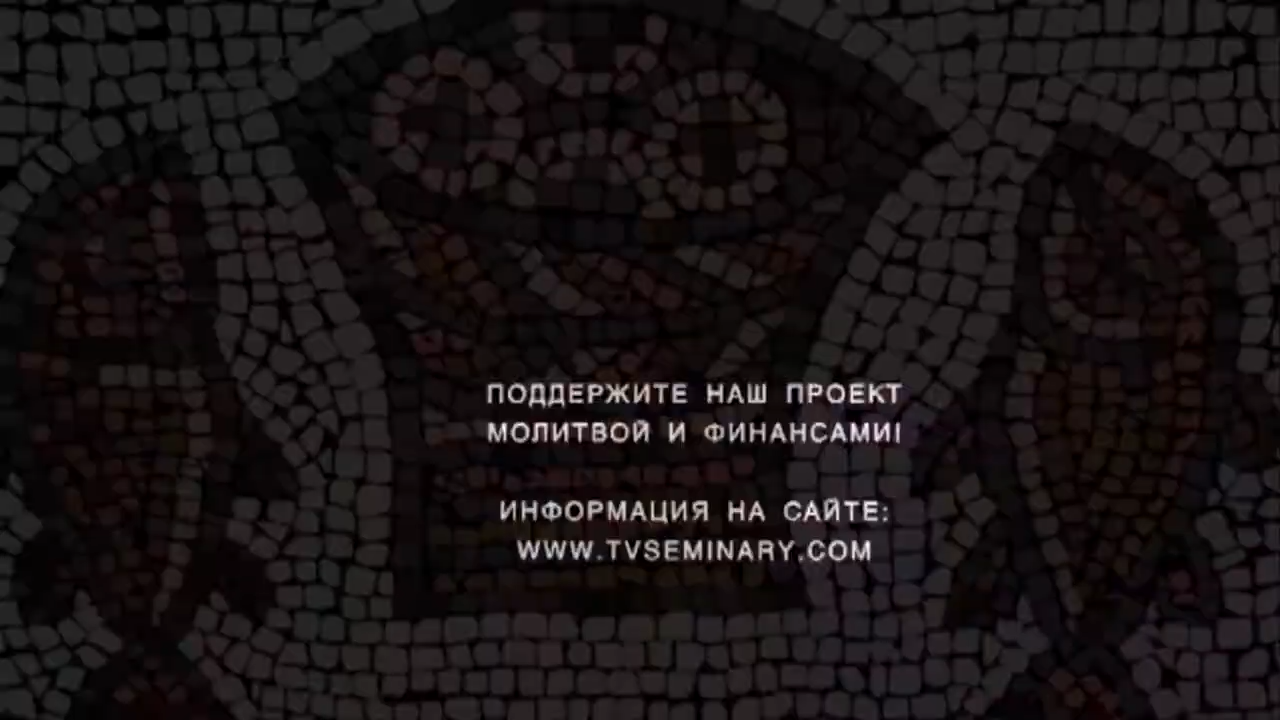 ПОДДЕРЖИТЕ НАШ ПРОЕКТ
МОЛИТВОЙ И ФИНАНСАМИ!
ИНФОРМАЦИЯ НА САЙТЕ:
WWW.TVSEMINARY.COM